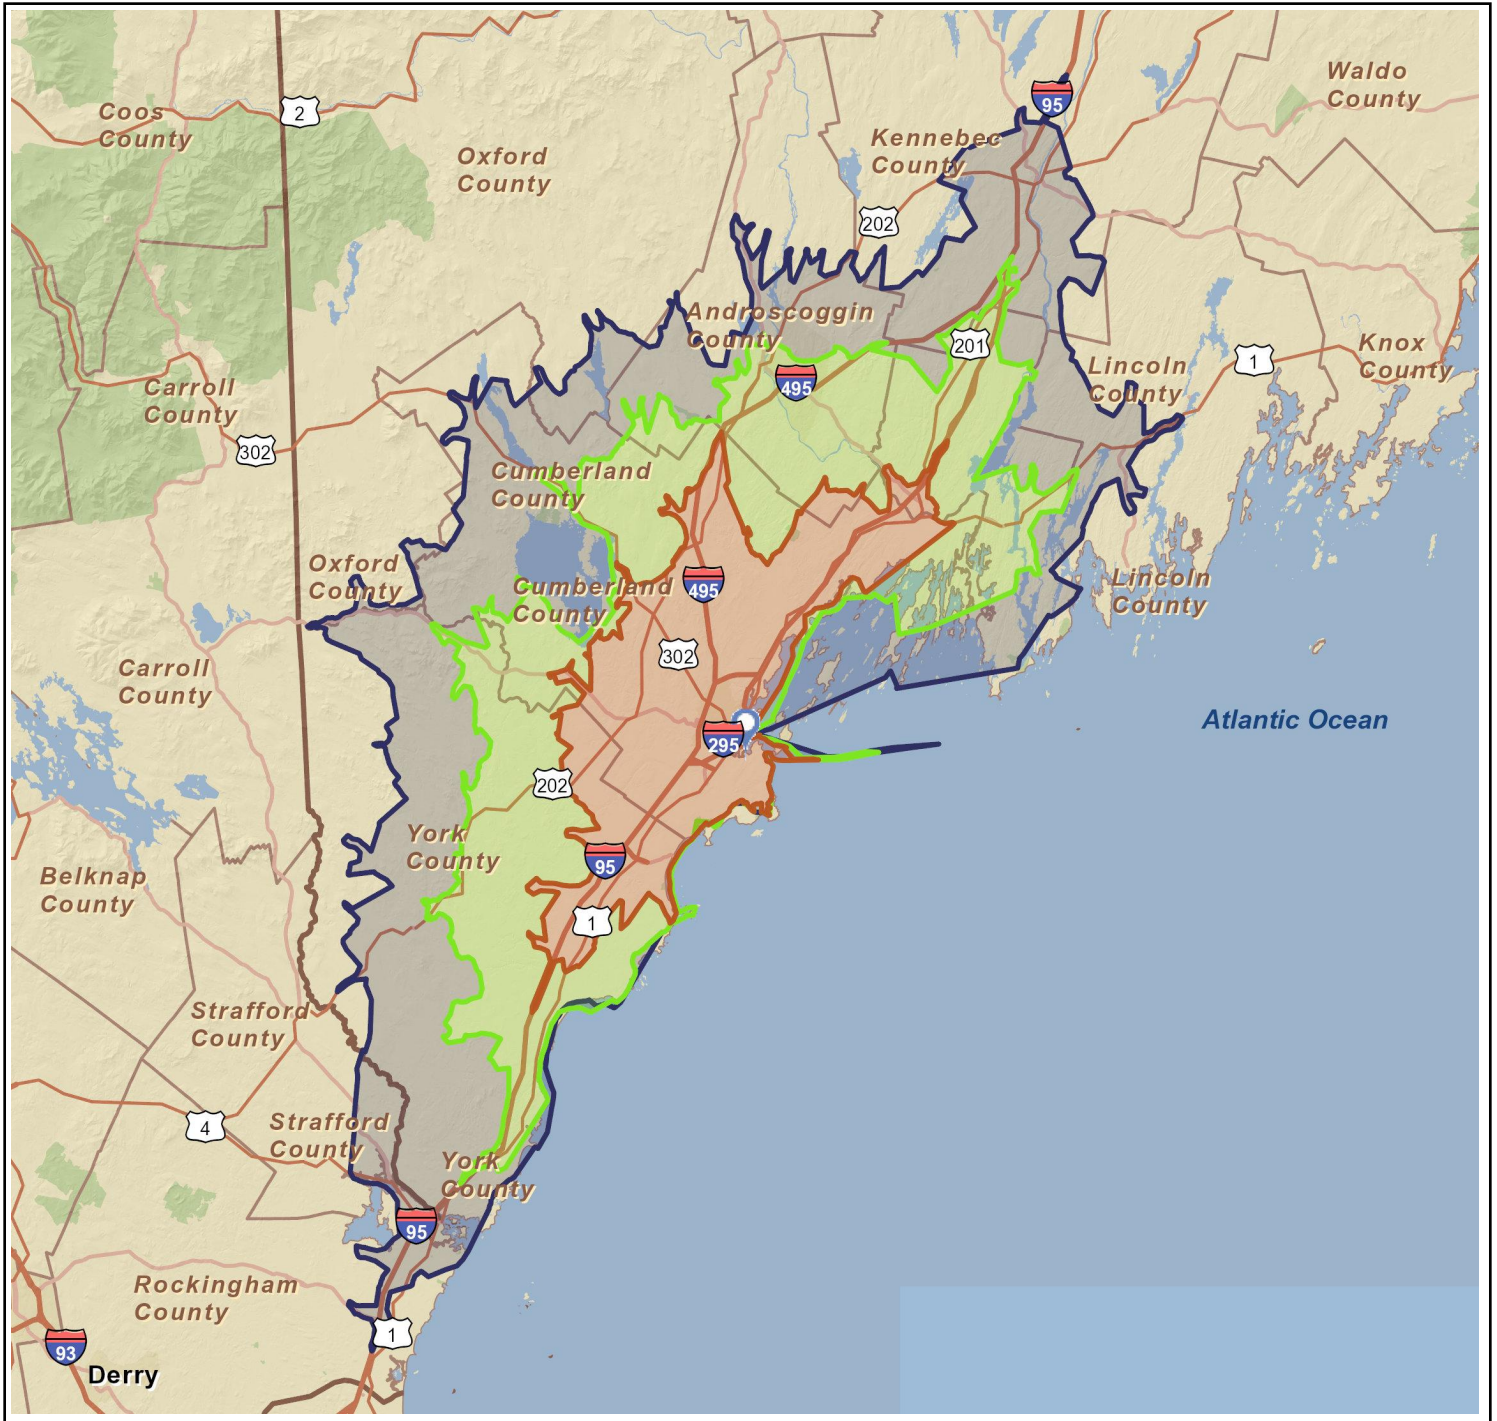 Waldo
County
95
Coos
County
2
Kennebec
County
Oxford
County
202
Androscoggin
County
201
Knox
County
1
Lincoln
County
495
Carroll
County
302
Cumberland
County
Oxford
County
Cumberland
County
495
Lincoln
County
302
Carroll
County
Atlantic Ocean
295
202
York
County
95
Belknap
County
1
Strafford
County
4
Strafford
County
York
County
95
Rockingham
County
1
93
Derry